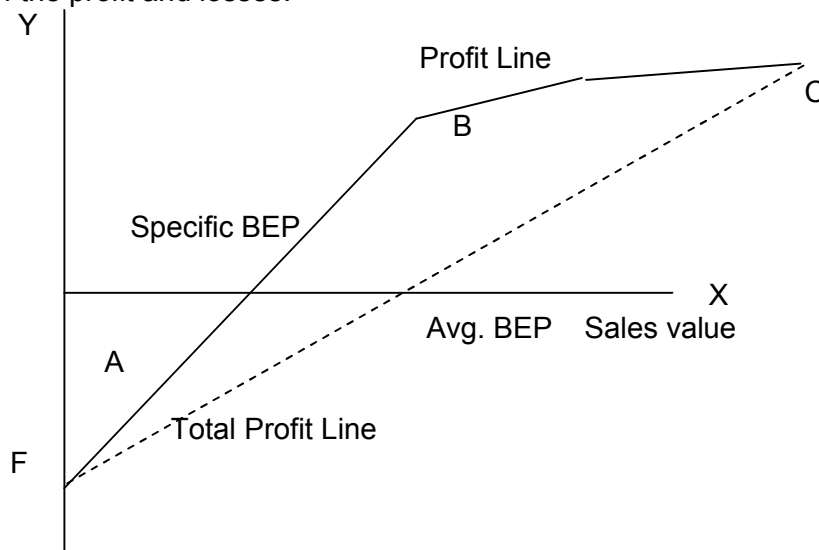 the profit and losses.
Y
Profit Line
C
B
Specific BEP
X
Avg. BEP Sales value
A
Total Profit Line
F